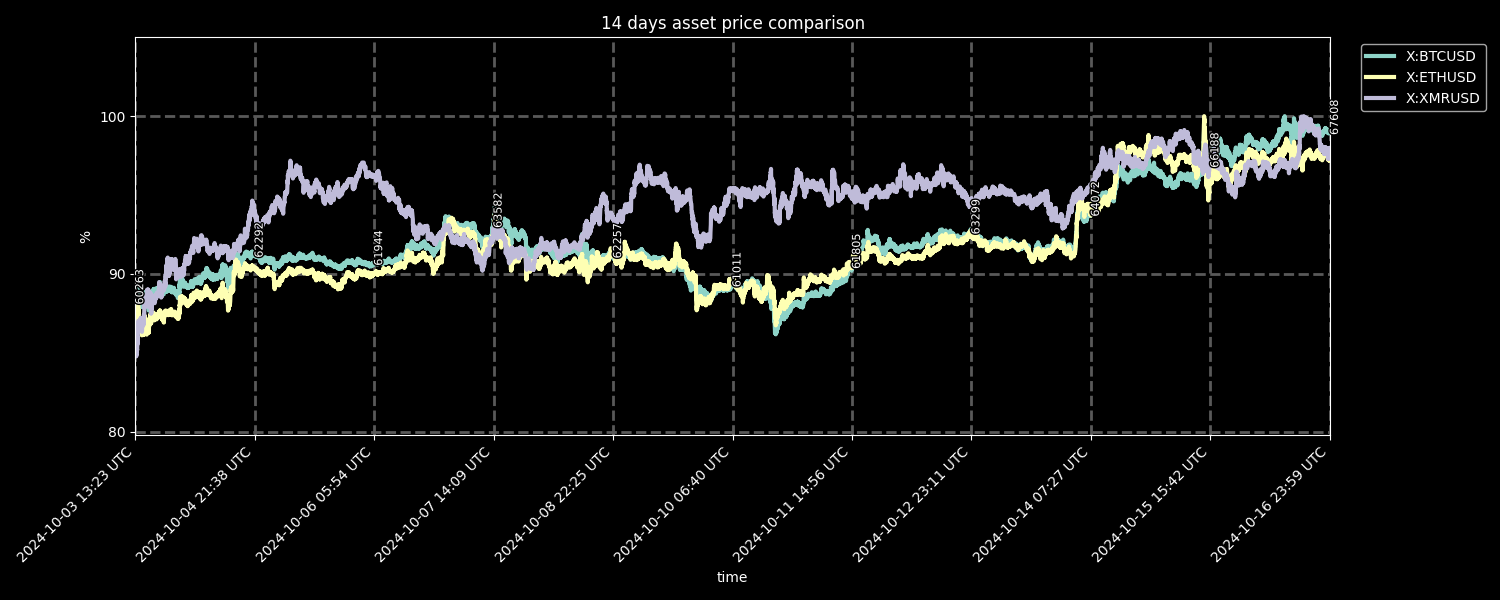 14 days asset price comparison
X:BTCUSD
X:ETHUSD
X:XMRUSD
100
90
80
%
60263
62292
61944
63582
62257
61011
61805
63299
64072
66188
67608
2024-10-03 13:23 UTC
2024-10-04 21:38 UTC
2024-10-06 05:54 UTC
2024-10-07 14:09 UTC
2024-10-08 22:25 UTC
2024-10-10 06:40 UTC
2024-10-11 14:56 UTC
2024-10-12 23:11 UTC
2024-10-14 07:27 UTC
2024-10-15 15:42 UTC
2024-10-16 23:59 UTC
time